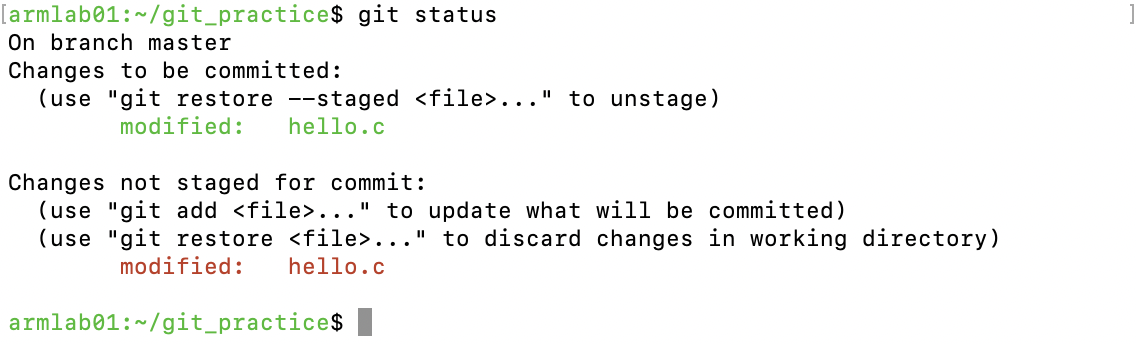 [armlab01:~/git_practice$ git status ]
On branch master
Changes to be committed:
  (use "git restore --staged <file>..." to unstage)
        modified:   hello.c

Changes not staged for commit:
  (use "git add <file>..." to update what will be committed)
  (use "git restore <file>..." to discard changes in working directory)
        modified:   hello.c

armlab01:~/git_practice$